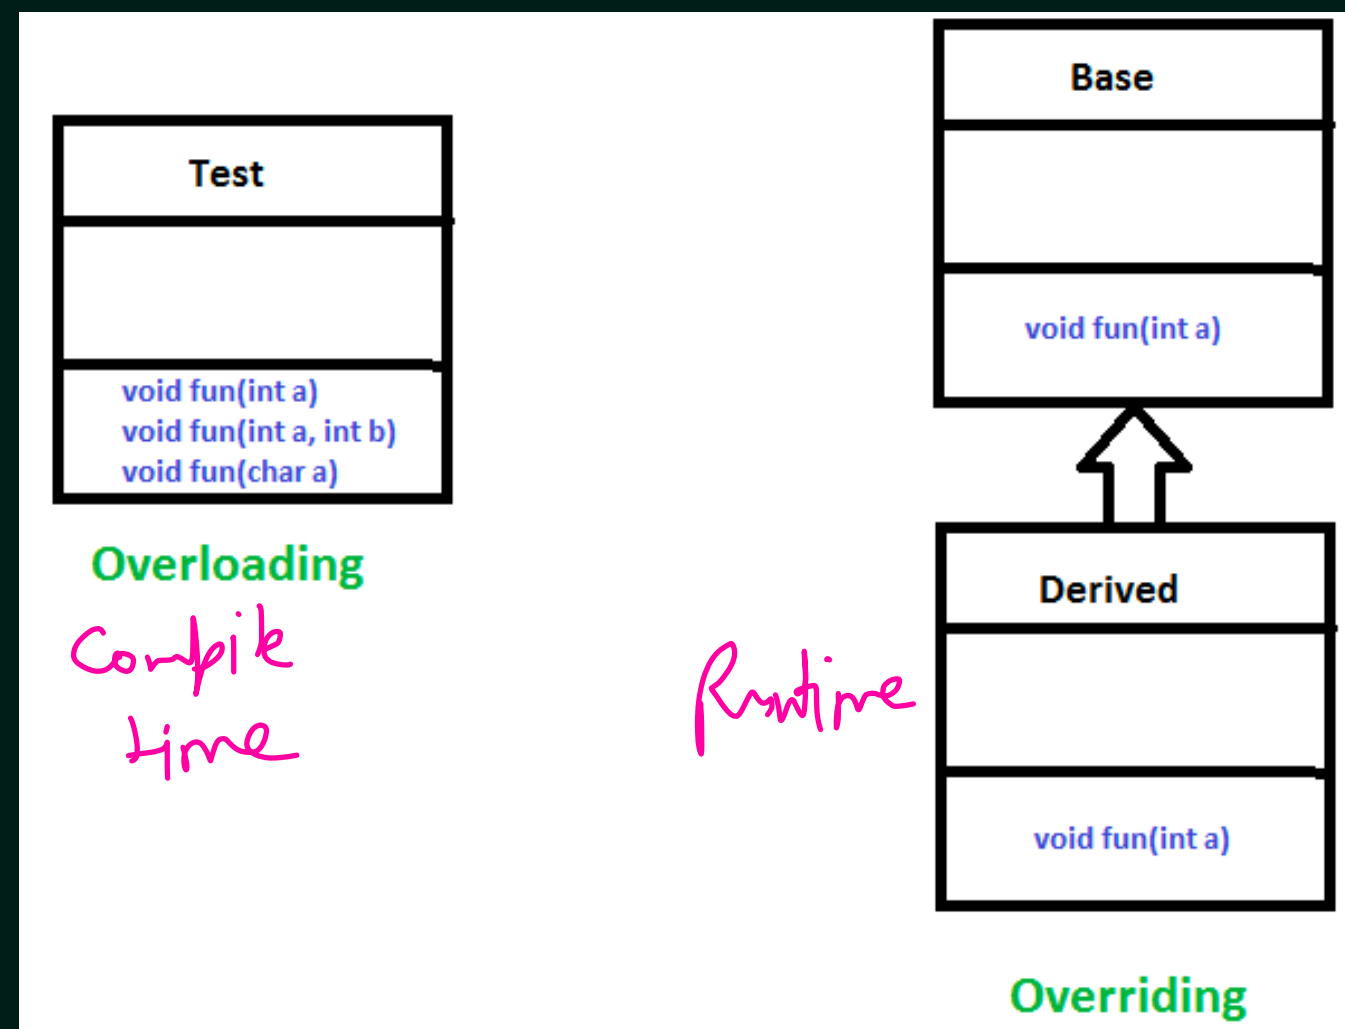 Test
void fun(int a)
void fun(int a, int b)
void fun(char a)
Overloading
Compile
time
Base
void fun(int a)
Runtime
Derived
void fun(int a)
Overriding